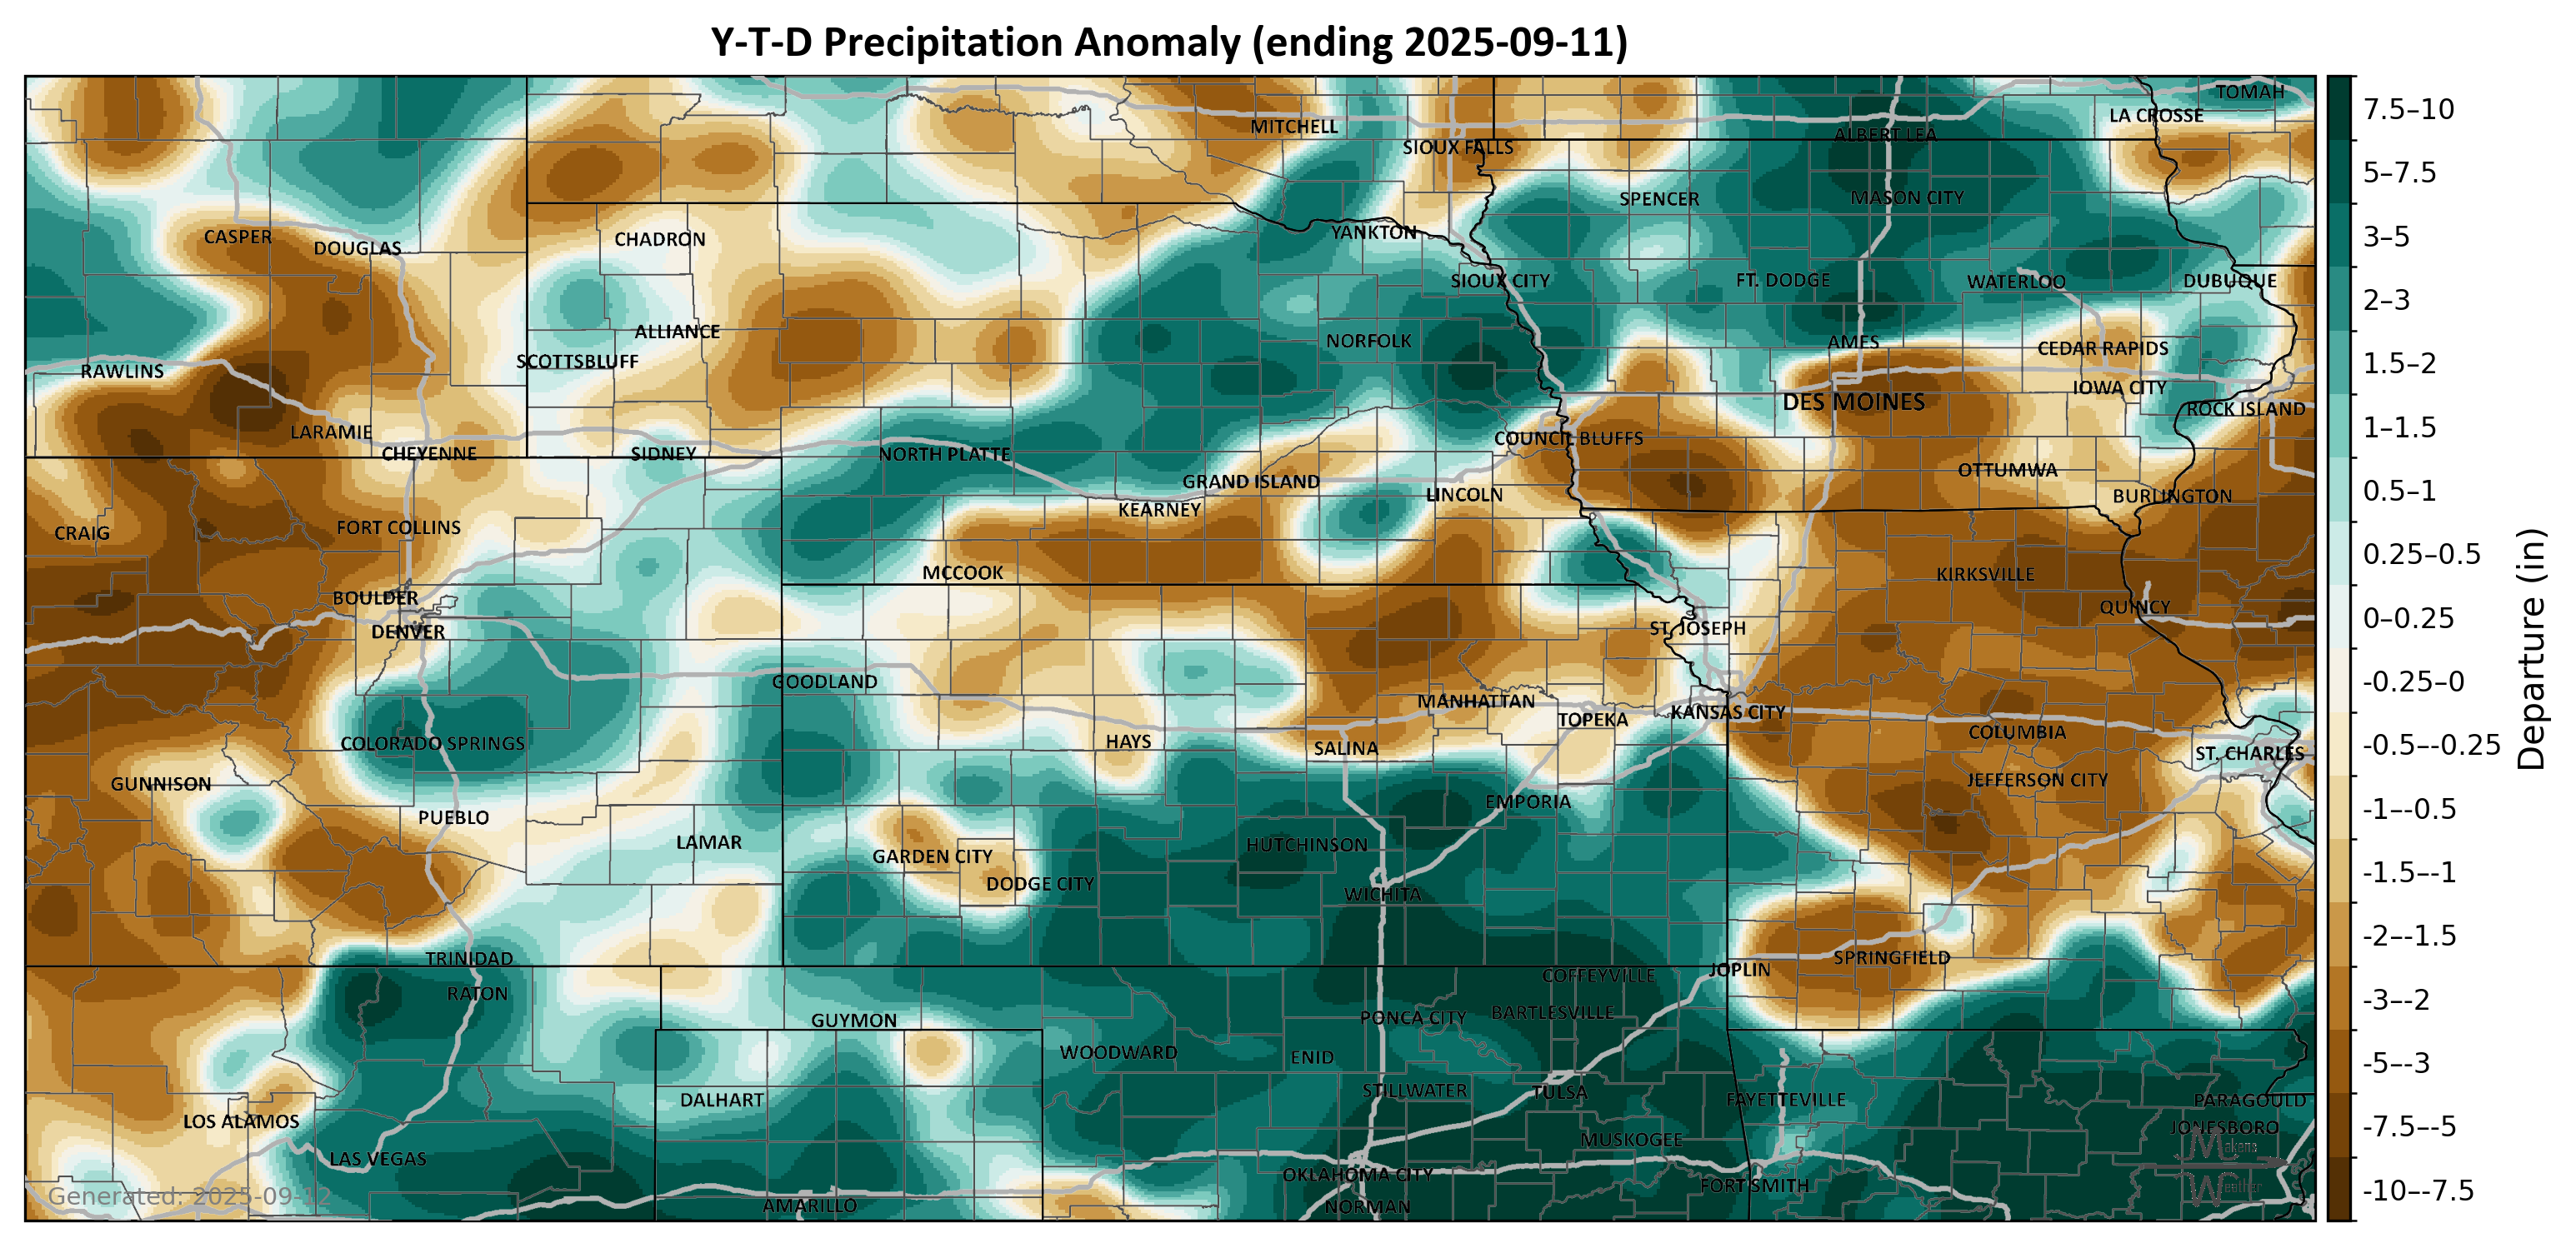 Y-T-D Precipitation Anomaly (ending 2025-09-11)
TOMAH
LA CROSSE
MITCHELL
ALBERT LEA
SIOUX FALLS
SPENCER
MASON CITY
CASPER
DOUGLAS
CHADRON
YANKTON
SIOUX CITY
FT. DODGE
WATERLOO
DUBUQUE
ALLIANCE
NORFOLK
AMES
CEDAR RAPIDS
SCOTTSBLUFF
RAWLINS
IOWA CITY
DES MOINES
ROCK ISLAND
LARAMIE
COUNCIL BLUFFS
CHEYENNE
SIDNEY
NORTH PLATTE
OTTUMWA
GRAND ISLAND
LINCOLN
BURLINGTON
KEARNEY
CRAIG
FORT COLLINS
MCCOOK
KIRKSVILLE
BOULDER
QUINCY
DENVER
ST. JOSEPH
GOODLAND
MANHATTAN
KANSAS CITY
TOPEKA
COLUMBIA
COLORADO SPRINGS
HAYS
SALINA
ST. CHARLES
GUNNISON
JEFFERSON CITY
EMPORIA
PUEBLO
LAMAR
HUTCHINSON
GARDEN CITY
DODGE CITY
WICHITA
TRINIDAD
SPRINGFIELD
JOPLIN
COFFEYVILLE
RATON
BARTLESVILLE
GUYMON
PONCA CITY
WOODWARD
ENID
STILLWATER
TULSA
DALHART
FAYETTEVILLE
PARAGOULD
LOS ALAMOS
JONESBORO
MUSKOGEE
Makens
LAS VEGAS
OKLAHOMA CITY
FORT SMITH
Weather
Generated: 2025-09-12
AMARILLO
NORMAN
7.5–10
5–7.5
3–5
2–3
1.5–2
1–1.5
0.5–1
0.25–0.5
0–0.25
-0.25–0
-0.5–-0.25
-1–-0.5
-1.5–-1
-2–-1.5
-3–-2
-5–-3
-7.5–-5
-10–-7.5
Departure (in)